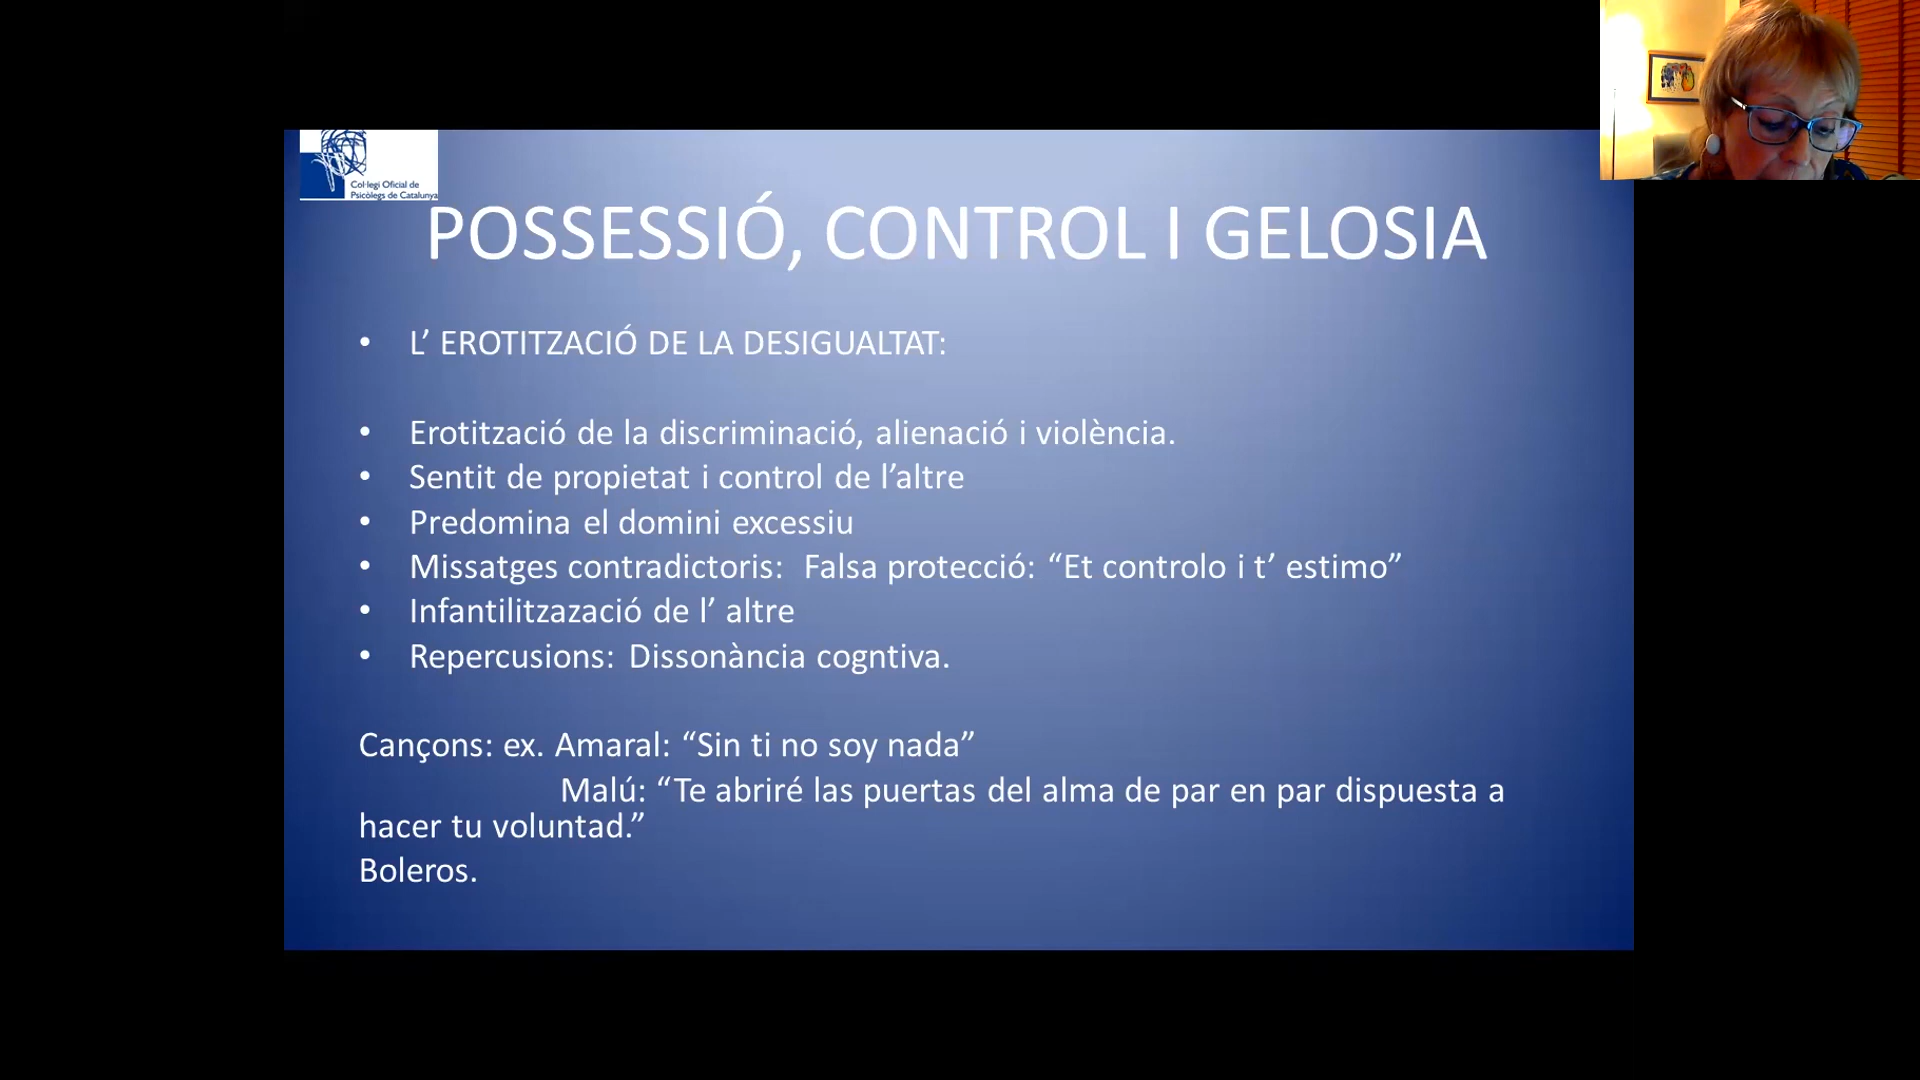 Col·legi Oficial de
Psicòlegs de Catalunya
POSSESSIÓ, CONTROL I GELOSIA
• L’ EROTITZACIÓ DE LA DESIGUALTAT:
• Erotització de la discriminació, alienació i violència.
• Sentit de propietat i control de l’altre
• Predomina el domini excessiu
• Missatges contradictoris: Falsa protecció: “Et controlo i t’ estimo”
• Infantilitzazació de l’ altre
• Repercusions: Dissonància cogntiva.
Cançons: ex. Amaral: “Sin ti no soy nada”
Malú: “Te abriré las puertas del alma de par en par dispuesta a
hacer tu voluntad.”
Boleros.